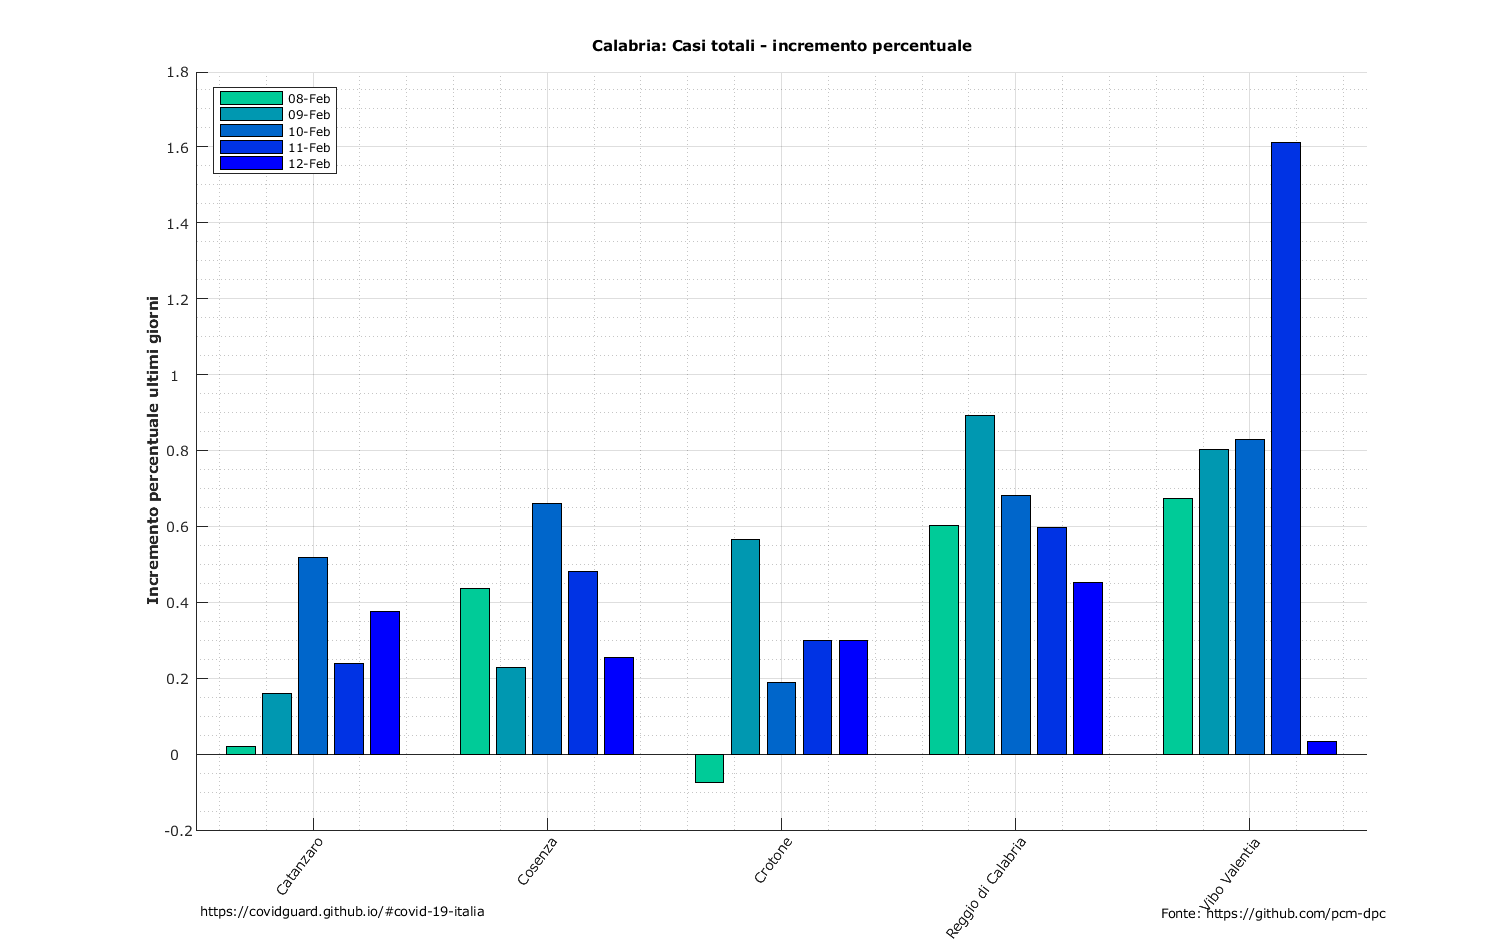 Calabria: Casi totali - incremento percentuale
1.8
1.6
1.4
1.2
1
0.8
0.6
0.4
0.2
0
-0.2
Incremento percentuale ultimi giorni
08-Feb
09-Feb
10-Feb
11-Feb
12-Feb
Catanzaro
Cosenza
Crotone
Reggio di Calabria
Vibo Valentia
https://covidguard.github.io/#covid-19-italia
Fonte: https://github.com/pcm-dpc